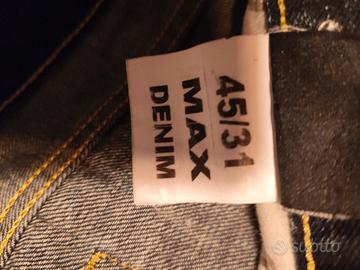 45/31
MAX
DENIM
subito